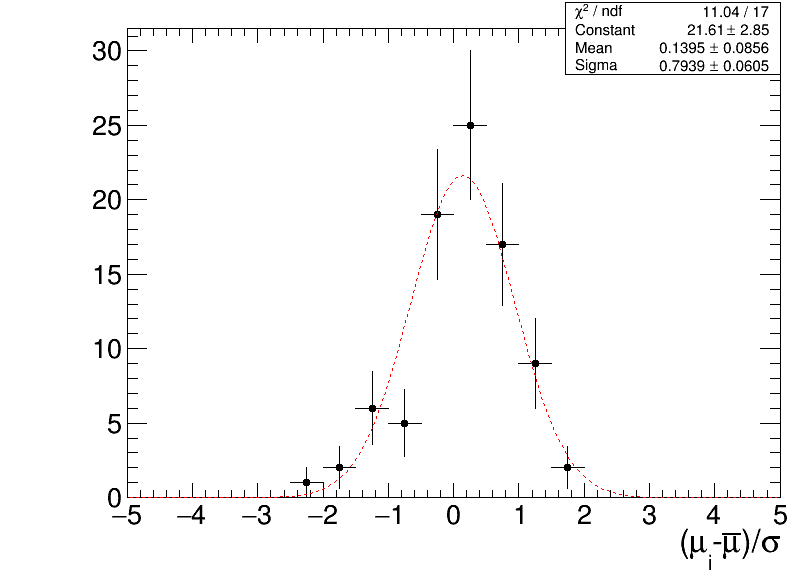 χ² / ndf 11.04 / 17
Constant 21.61 ± 2.85
Mean 0.1395 ± 0.0856
Sigma 0.7939 ± 0.0605
30
25
20
15
10
5
0
−5 −4 −3 −2 −1 0 1 2 3 4 5
(μ_i-μ̅)/σ